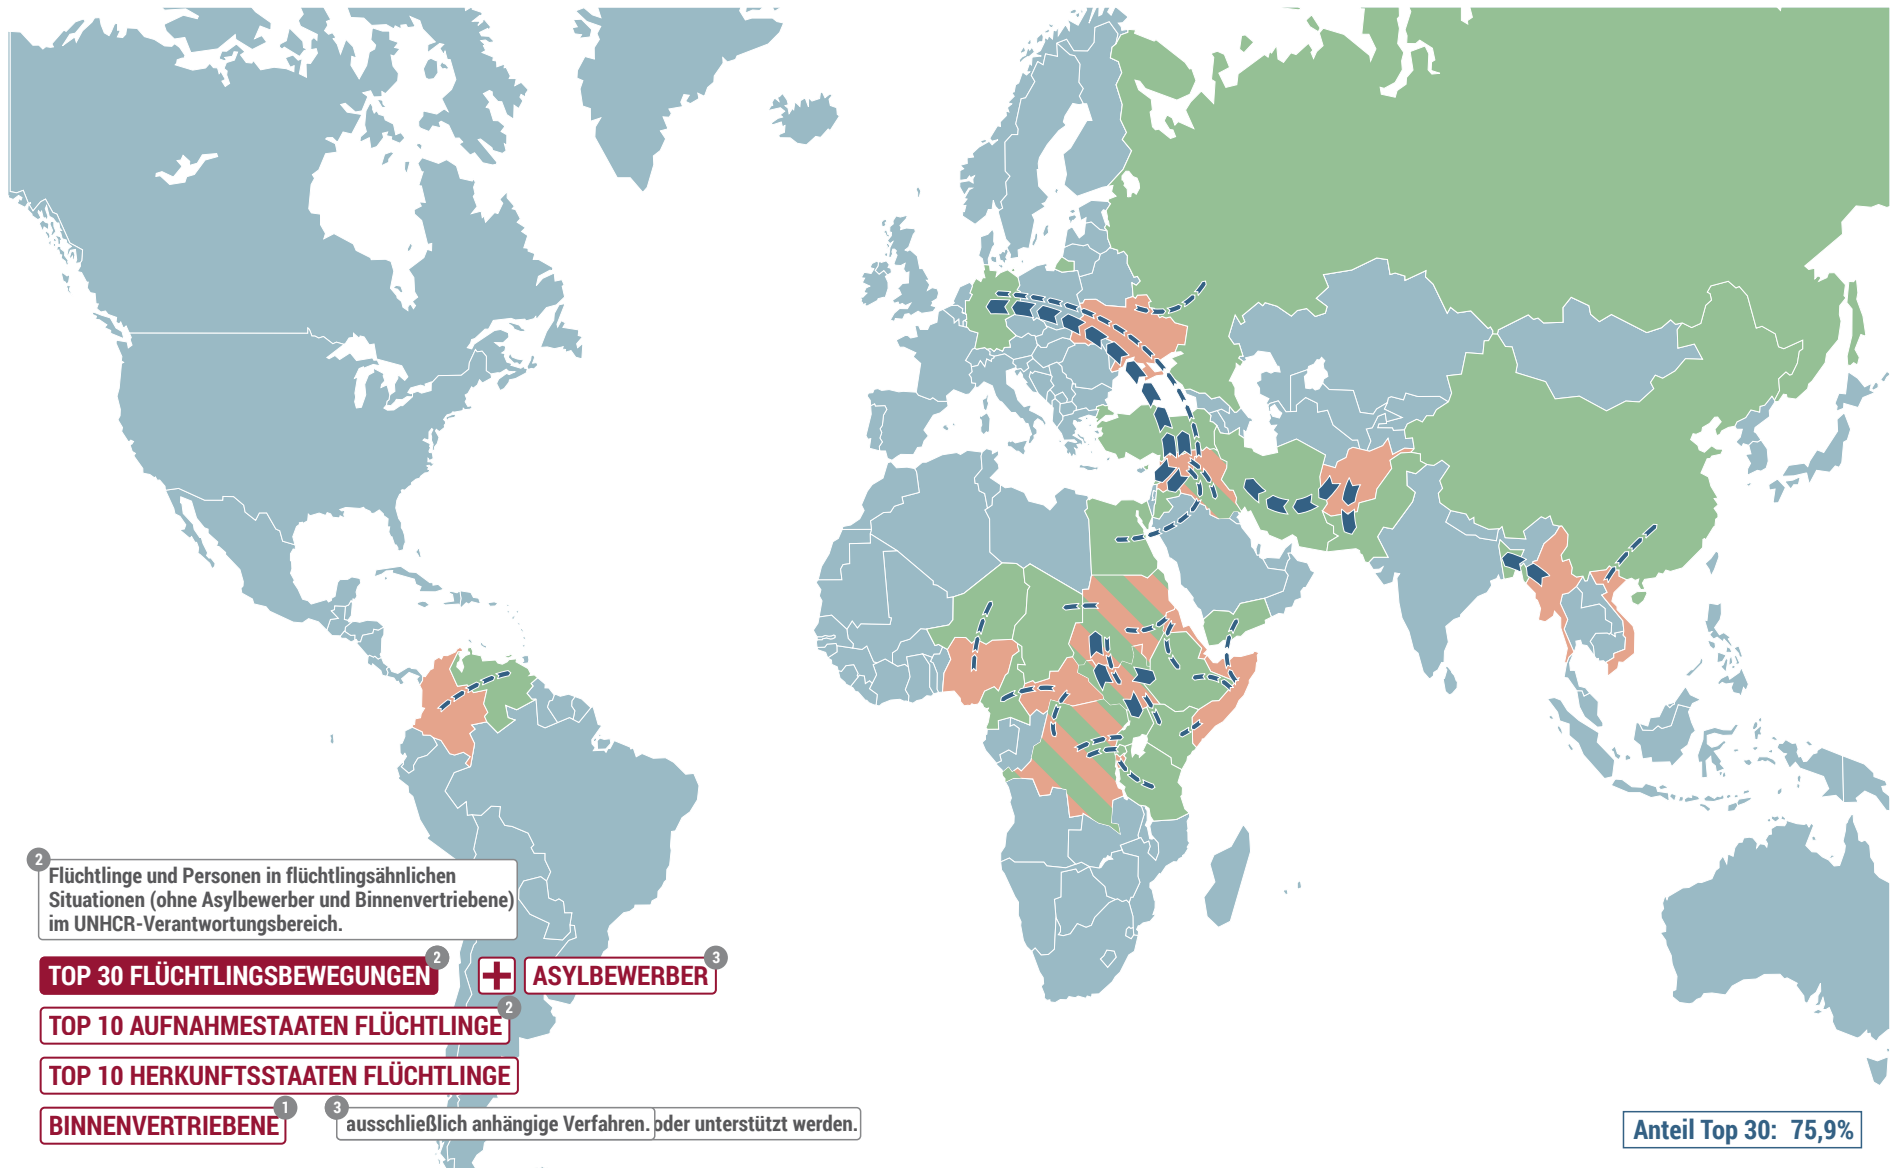 2
Flüchtlinge und Personen in flüchtlingsähnlichen
Situationen (ohne Asylbewerber und Binnenvertriebene)
im UNHCR-Verantwortungsbereich.
TOP 30 FLÜCHTLINGSBEWEGUNGEN 2 + ASYLBEWERBER 3
TOP 10 AUFNAHMESTAATEN FLÜCHTLINGE 2
TOP 10 HERKUNFTSSTAATEN FLÜCHTLINGE
BINNENVERTRIEBENE 1 3 ausschließlich anhängige Verfahren. oder unterstützt werden.
Anteil Top 30: 75,9%